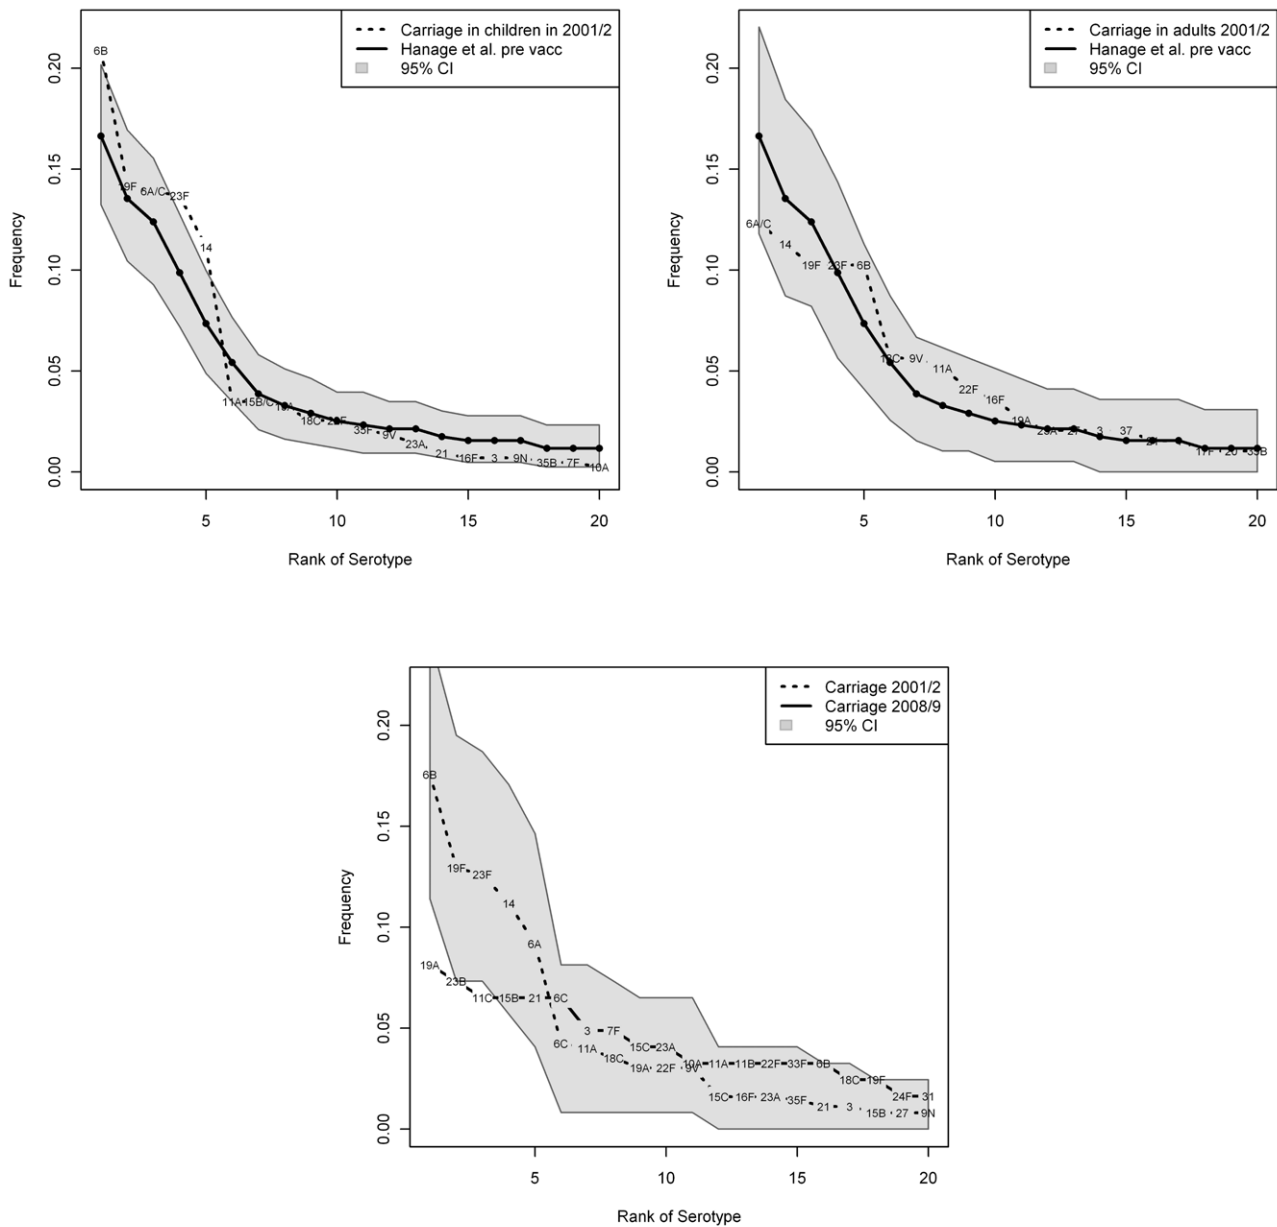 Carriage in children in 2001/2
Hanage et al. pre vacc
95% CI
Frequency
0.20
0.15
0.10
0.05
0.00
6B
9F 6A/C 23F
14
11A 15B/C
18C
35F 9V
23A
21
16F 3 9N
35B 7F 10A
5 10 15 20
Rank of Serotype
Carriage in adults 2001/2
Hanage et al. pre vacc
95% CI
Frequency
0.20
0.15
0.10
0.05
0.00
6A/C
14
19F 23F 6B
9V
11A
22F
16F
19A
3 37
17F 20 35B
5 10 15 20
Rank of Serotype
Carriage 2001/2
Carriage 2008/9
95% CI
Frequency
0.20
0.15
0.10
0.05
0.00
6B
19F 23F
14
6A
19A
23B
11C 15B 21 6C
3 7F
6C 11A
18C
19A 22F 9V
15C 23A
10A 11A 11B 22F 33F 6B
15C 16F 23A 35F
21 3
15B 27 9N
18C 19F
24F 31
5 10 15 20
Rank of Serotype